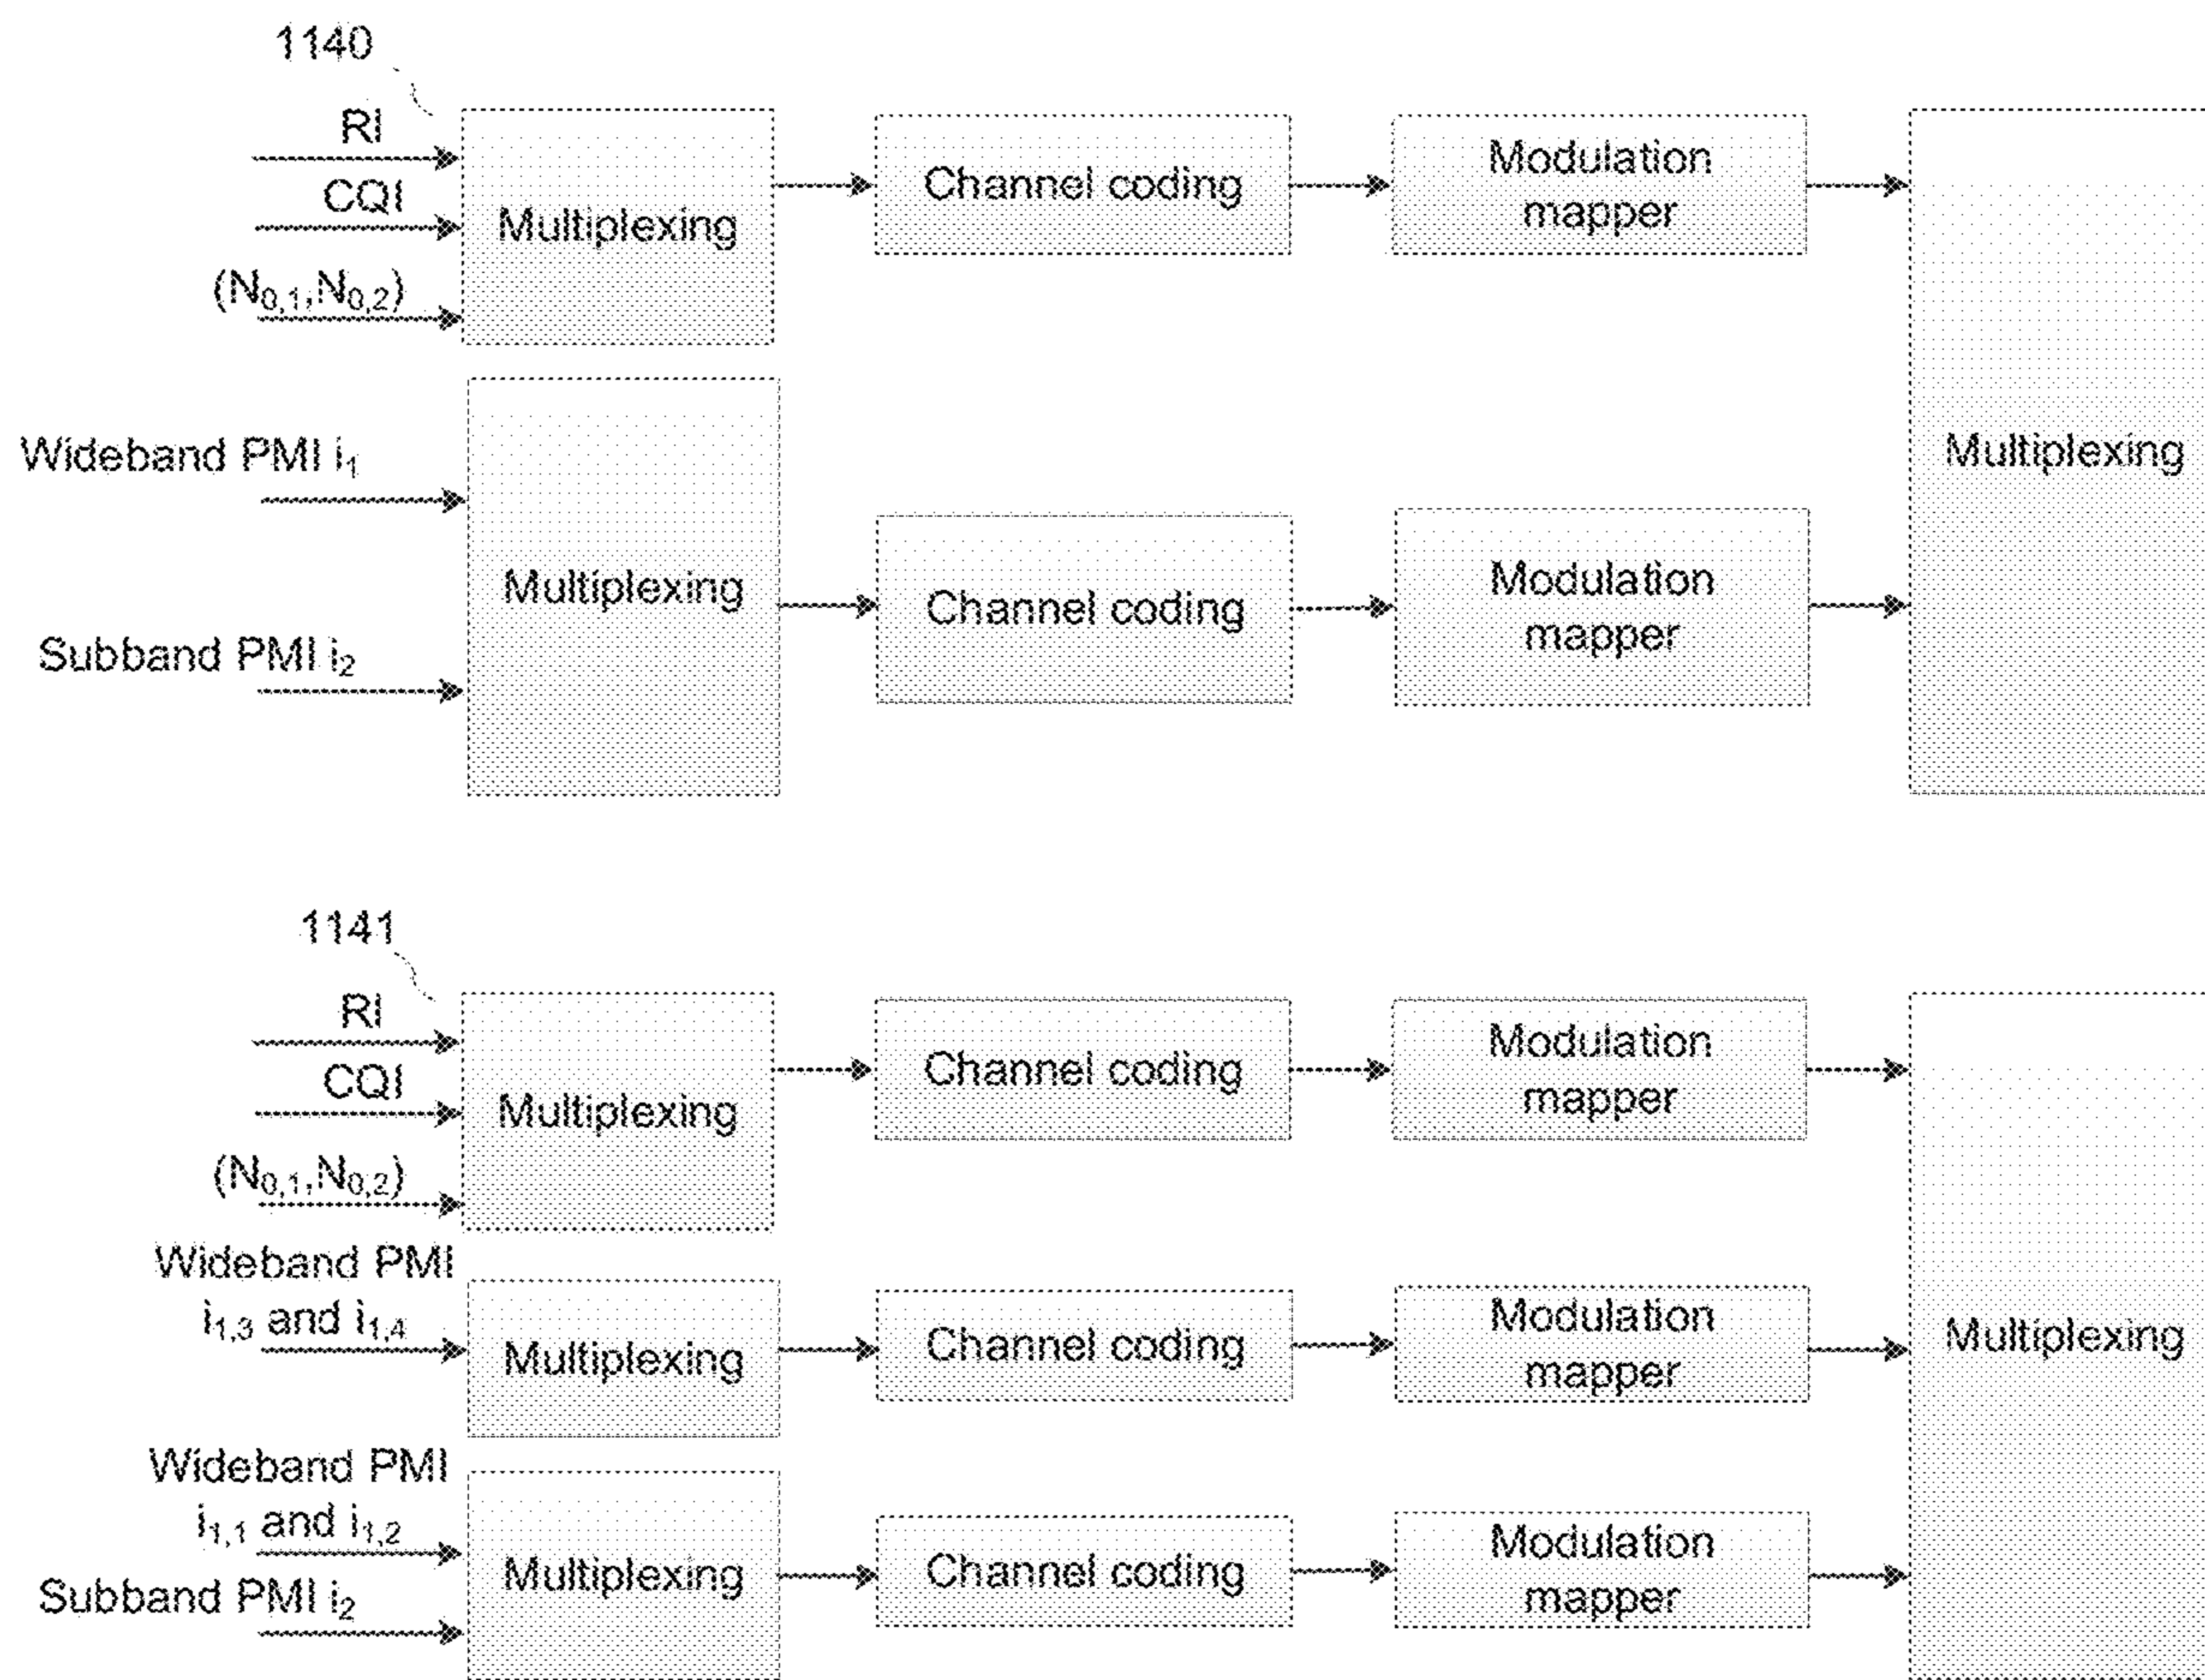 1140
RI
CQI
(N₀,₁,N₀,₂)
Multiplexing
Channel coding
Modulation
mapper
Multiplexing
Wideband PMI i₁
Subband PMI i₂
Multiplexing
Channel coding
Modulation
mapper
1141
RI
CQI
(N₀,₁,N₀,₂)
Multiplexing
Channel coding
Modulation
mapper
Wideband PMI
i₁,₃ and i₁,₄
Multiplexing
Channel coding
Modulation
mapper
Multiplexing
Wideband PMI
i₁,₁ and i₁,₂
Subband PMI i₂
Multiplexing
Channel coding
Modulation
mapper